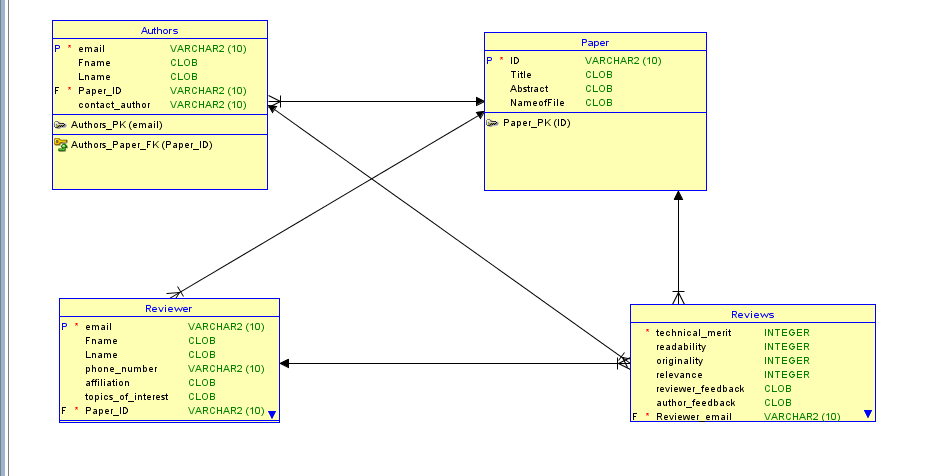 Authors
P * email VARCHAR2 (10)
Fname CLOB
Lname CLOB
F * Paper_ID VARCHAR2 (10)
contact_author VARCHAR2 (10)
Authors_PK (email)
Authors_Paper_FK (Paper_ID)
Paper
P * ID VARCHAR2 (10)
Title CLOB
Abstract CLOB
NameofFile CLOB
Paper_PK (ID)
Reviewer
P * email VARCHAR2 (10)
Fname CLOB
Lname CLOB
phone_number VARCHAR2 (10)
affiliation CLOB
topics_of_interest CLOB
F * Paper_ID VARCHAR2 (10)
Reviews
* technical_merit INTEGER
readability INTEGER
originality INTEGER
relevance INTEGER
reviewer_feedback CLOB
author_feedback CLOB
F * Reviewer_email VARCHAR2 (10)